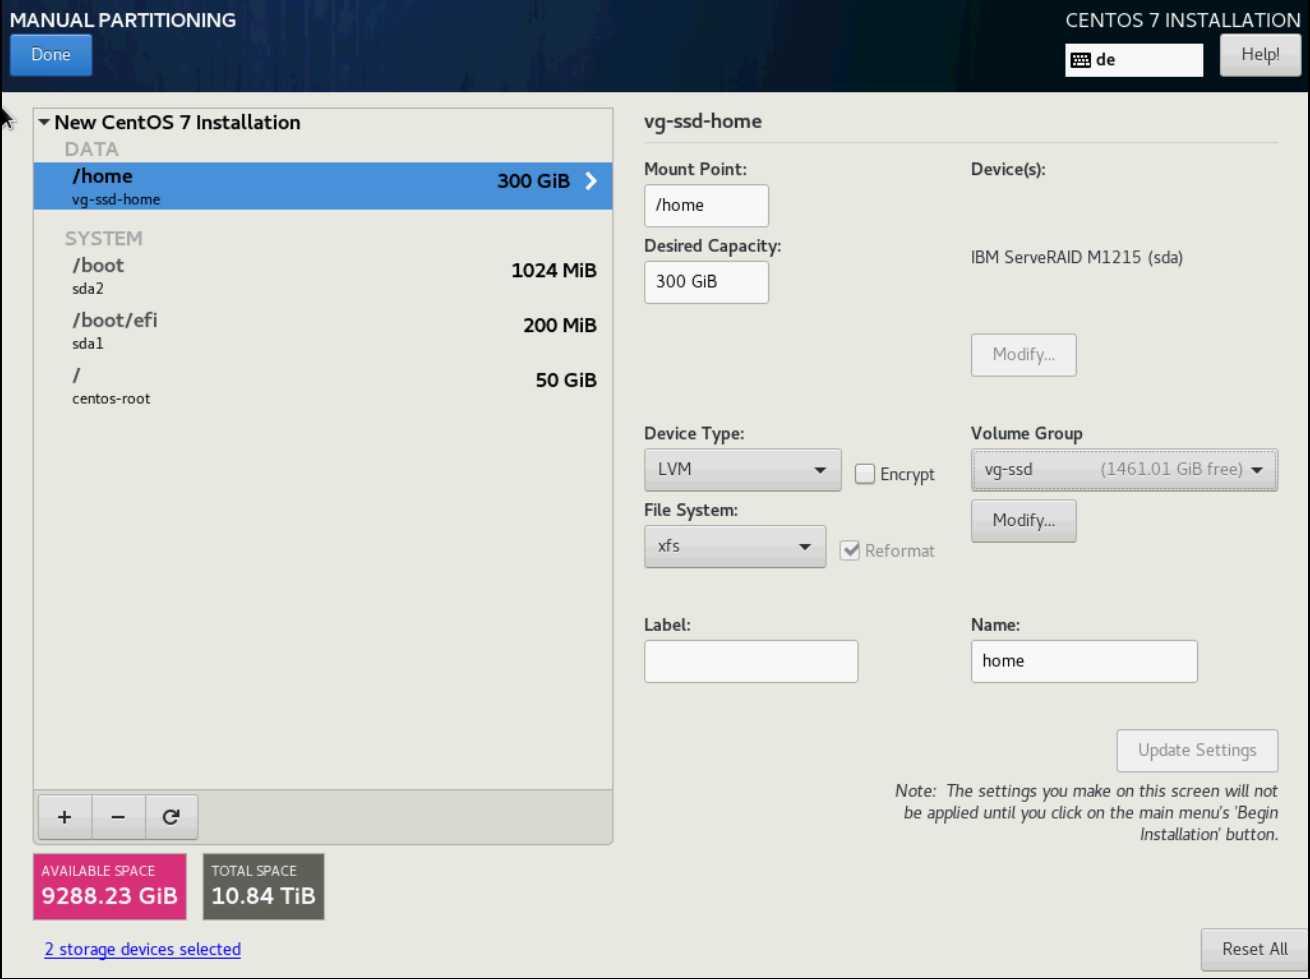 MANUAL PARTITIONING
CENTOS 7 INSTALLATION
Done
de
Help!
New CentOS 7 Installation
DATA
/home
300 GiB
vg-ssd-home
SYSTEM
/boot
1024 MiB
sda2
/boot/efi
200 MiB
sda1
/
50 GiB
centos-root
+ −
AVAILABLE SPACE
9288.23 GiB
TOTAL SPACE
10.84 TiB
2 storage devices selected
vg-ssd-home
Mount Point:
/home
Desired Capacity:
300 GiB
Device(s):
IBM ServeRAID M1215 (sda)
Modify...
Device Type:
LVM
Encrypt
File System:
xfs
Reformat
Volume Group
vg-ssd (1461.01 GiB free)
Modify...
Label:
Name:
home
Update Settings
Note: The settings you make on this screen will not
be applied until you click on the main menu's 'Begin
Installation' button.
Reset All